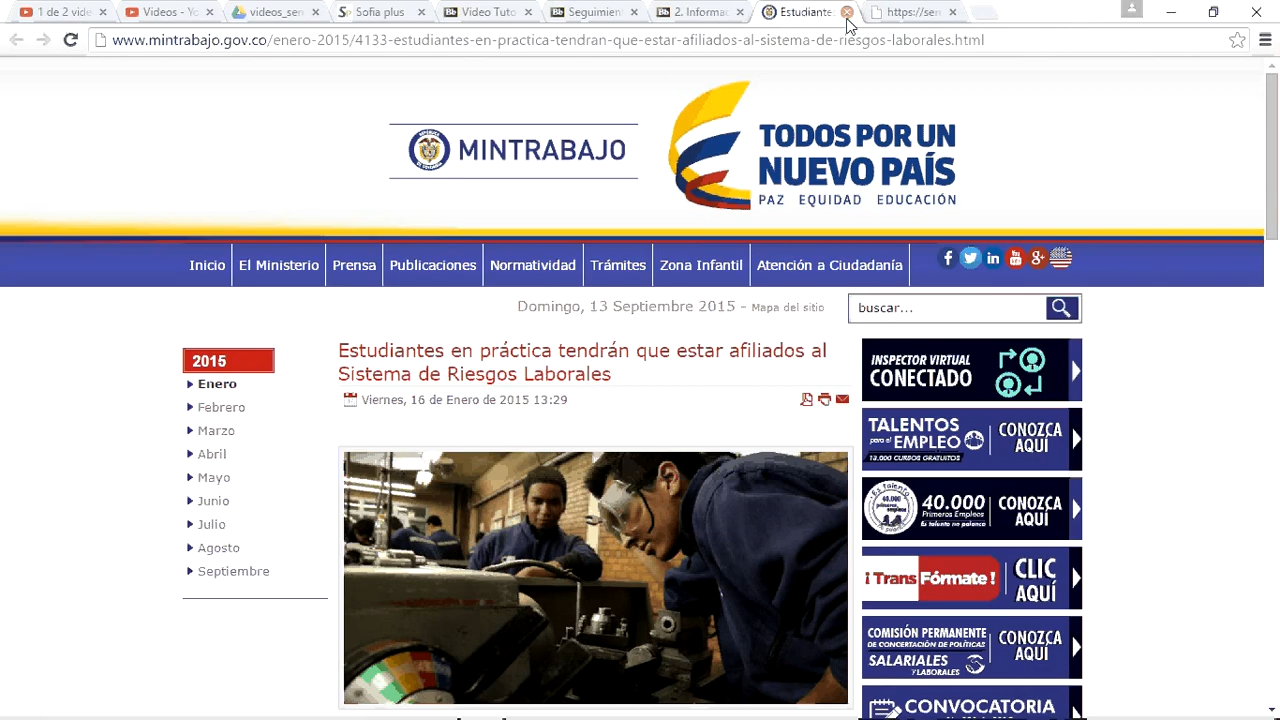 1 de 2 vide
Videos - Yo
videos_sen
Sofia plus
Video Tuto
Seguimien
2. Informac
Estudiante
https://sen
www.mintrabajo.gov.co/enero-2015/4133-estudiantes-en-practica-tendran-que-estar-afiliados-al-sistema-de-riesgos-laborales.html
MINTRABAJO
TODOS POR UN
NUEVO PAÍS
PAZ EQUIDAD EDUCACIÓN
Inicio
El Ministerio
Prensa
Publicaciones
Normatividad
Trámites
Zona Infantil
Atención a Ciudadanía
Domingo, 13 Septiembre 2015 - Mapa del sitio
buscar...
2015
Enero
Febrero
Marzo
Abril
Mayo
Junio
Julio
Agosto
Septiembre
Estudiantes en práctica tendrán que estar afiliados al
Sistema de Riesgos Laborales
Viernes, 16 de Enero de 2015 13:29
INSPECTOR VIRTUAL
CONECTADO
TALENTOS
para el EMPLEO
13.000 CURSOS GRATUITOS
CONOZCA
AQUÍ
40.000
Primeros Empleos
Es talento no palanca
CONOZCA
AQUÍ
¡TransFórmate!
CLIC
AQUÍ
COMISIÓN PERMANENTE
DE CONCERTACIÓN DE POLÍTICAS
SALARIALES
Y LABORALES
CONOZCA
AQUÍ
CONVOCATORIA